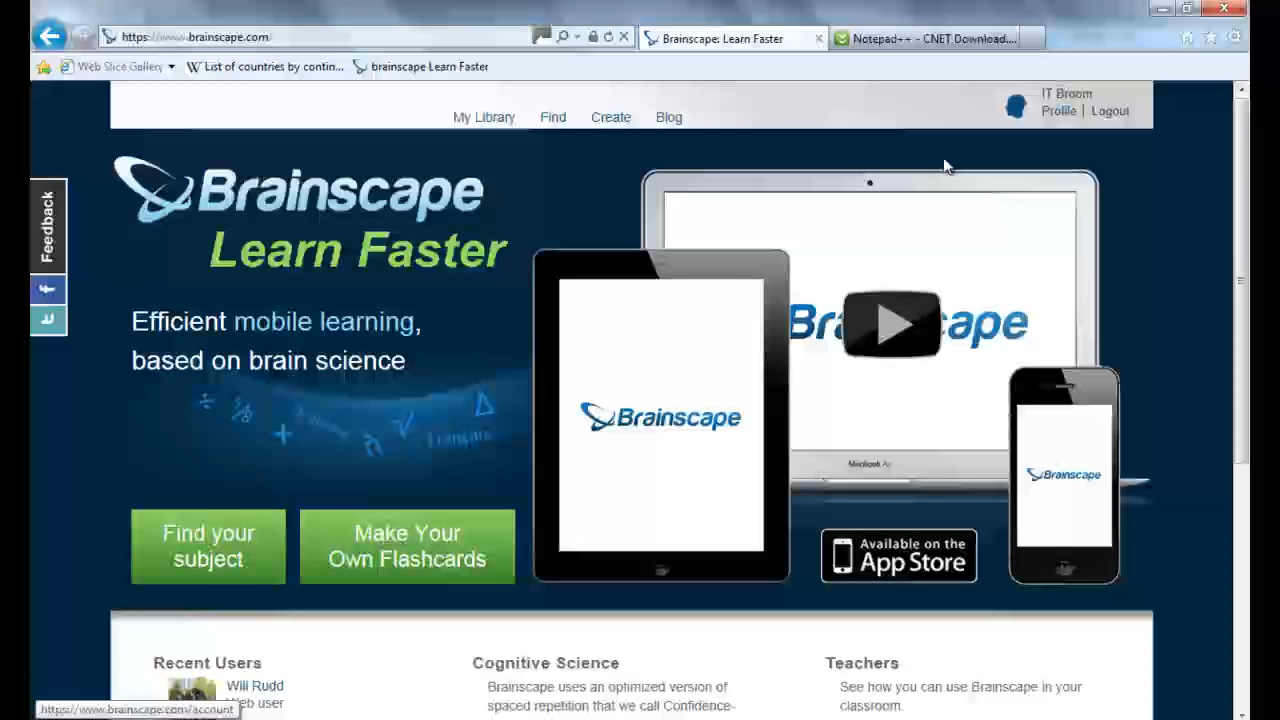 https://www.brainscape.com/
Brainscape: Learn Faster
Notepad++ - CNET Download....
Web Slice Gallery
List of countries by contin...
brainscape Learn Faster
IT Broom
Profile | Logout
My Library
Find
Create
Blog
Feedback
Brainscape
Learn Faster
Efficient mobile learning,
based on brain science
Français
Brainscape
Brainscape
Find your
subject
Make Your
Own Flashcards
Available on the
App Store
Recent Users
Will Rudd
Web user
Cognitive Science
Brainscape uses an optimized version of
spaced repetition that we call Confidence-
Teachers
See how you can use Brainscape in your
classroom.
https://www.brainscape.com/account